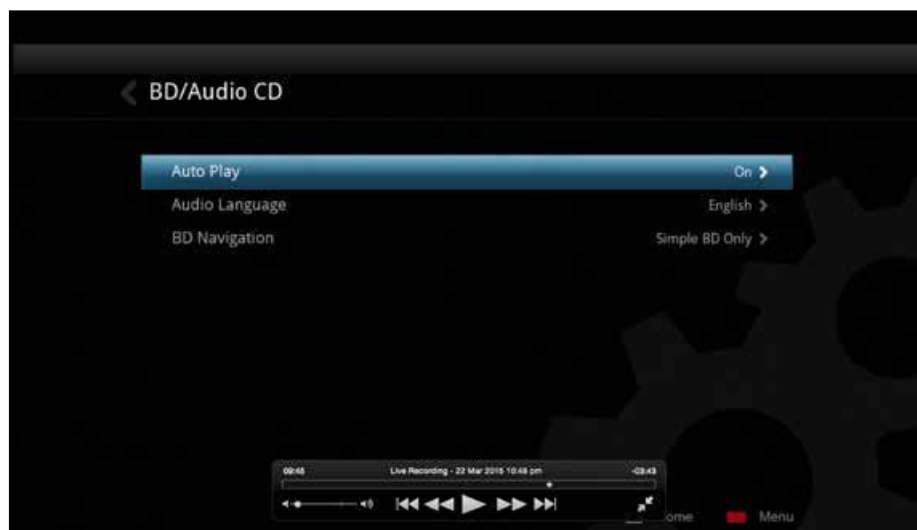 BD/Audio CD
Auto Play On
Audio Language English
BD Navigation Simple BD Only
09:45 Live Recording - 22 Mar 2015 10:48 pm -03:43
ome Menu